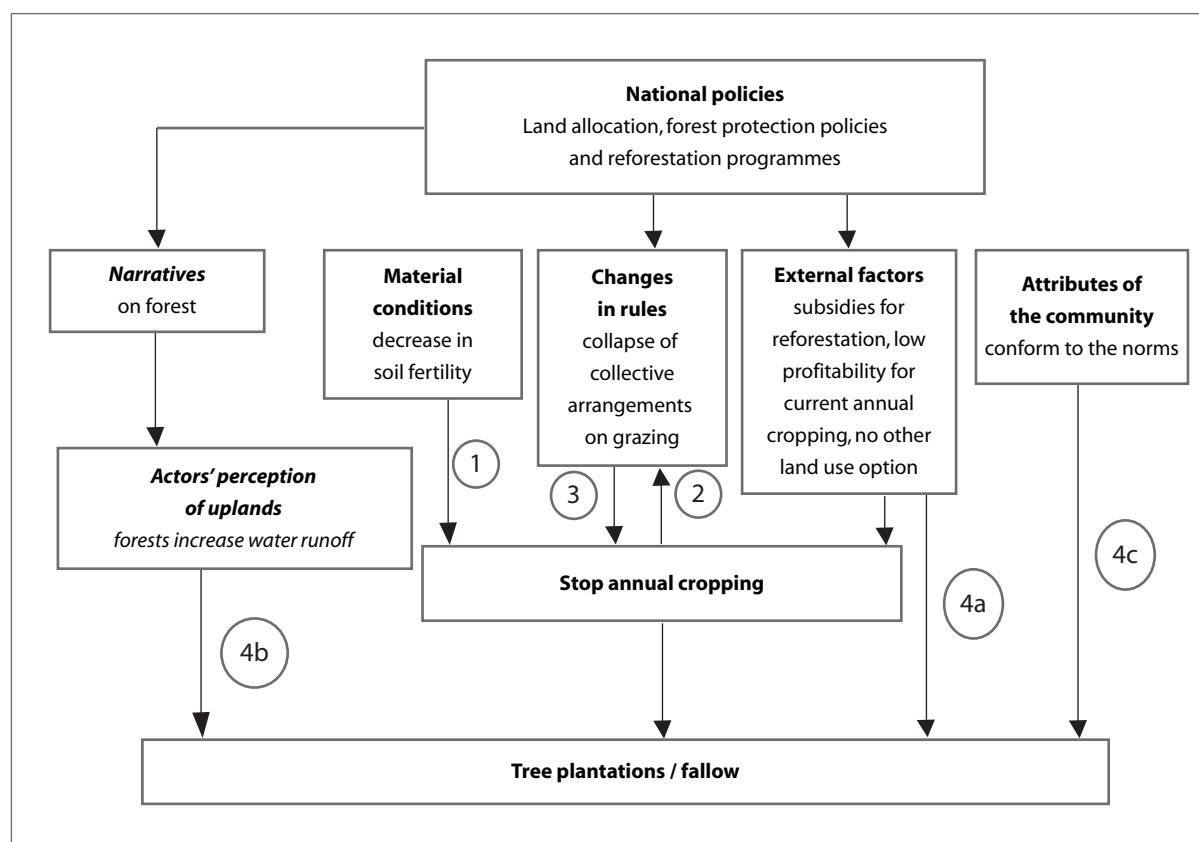 National policies
Land allocation, forest protection policies
and reforestation programmes
Narratives
on forest
Material
conditions
decrease in
soil fertility
Changes
in rules
collapse of
collective
arrangements
on grazing
External factors
subsidies for
reforestation, low
profitability for
current annual
cropping, no other
land use option
Attributes of
the community
conform to the norms
Actors' perception
of uplands
forests increase water runoff
1
3
2
4c
Stop annual cropping
4a
4b
Tree plantations / fallow